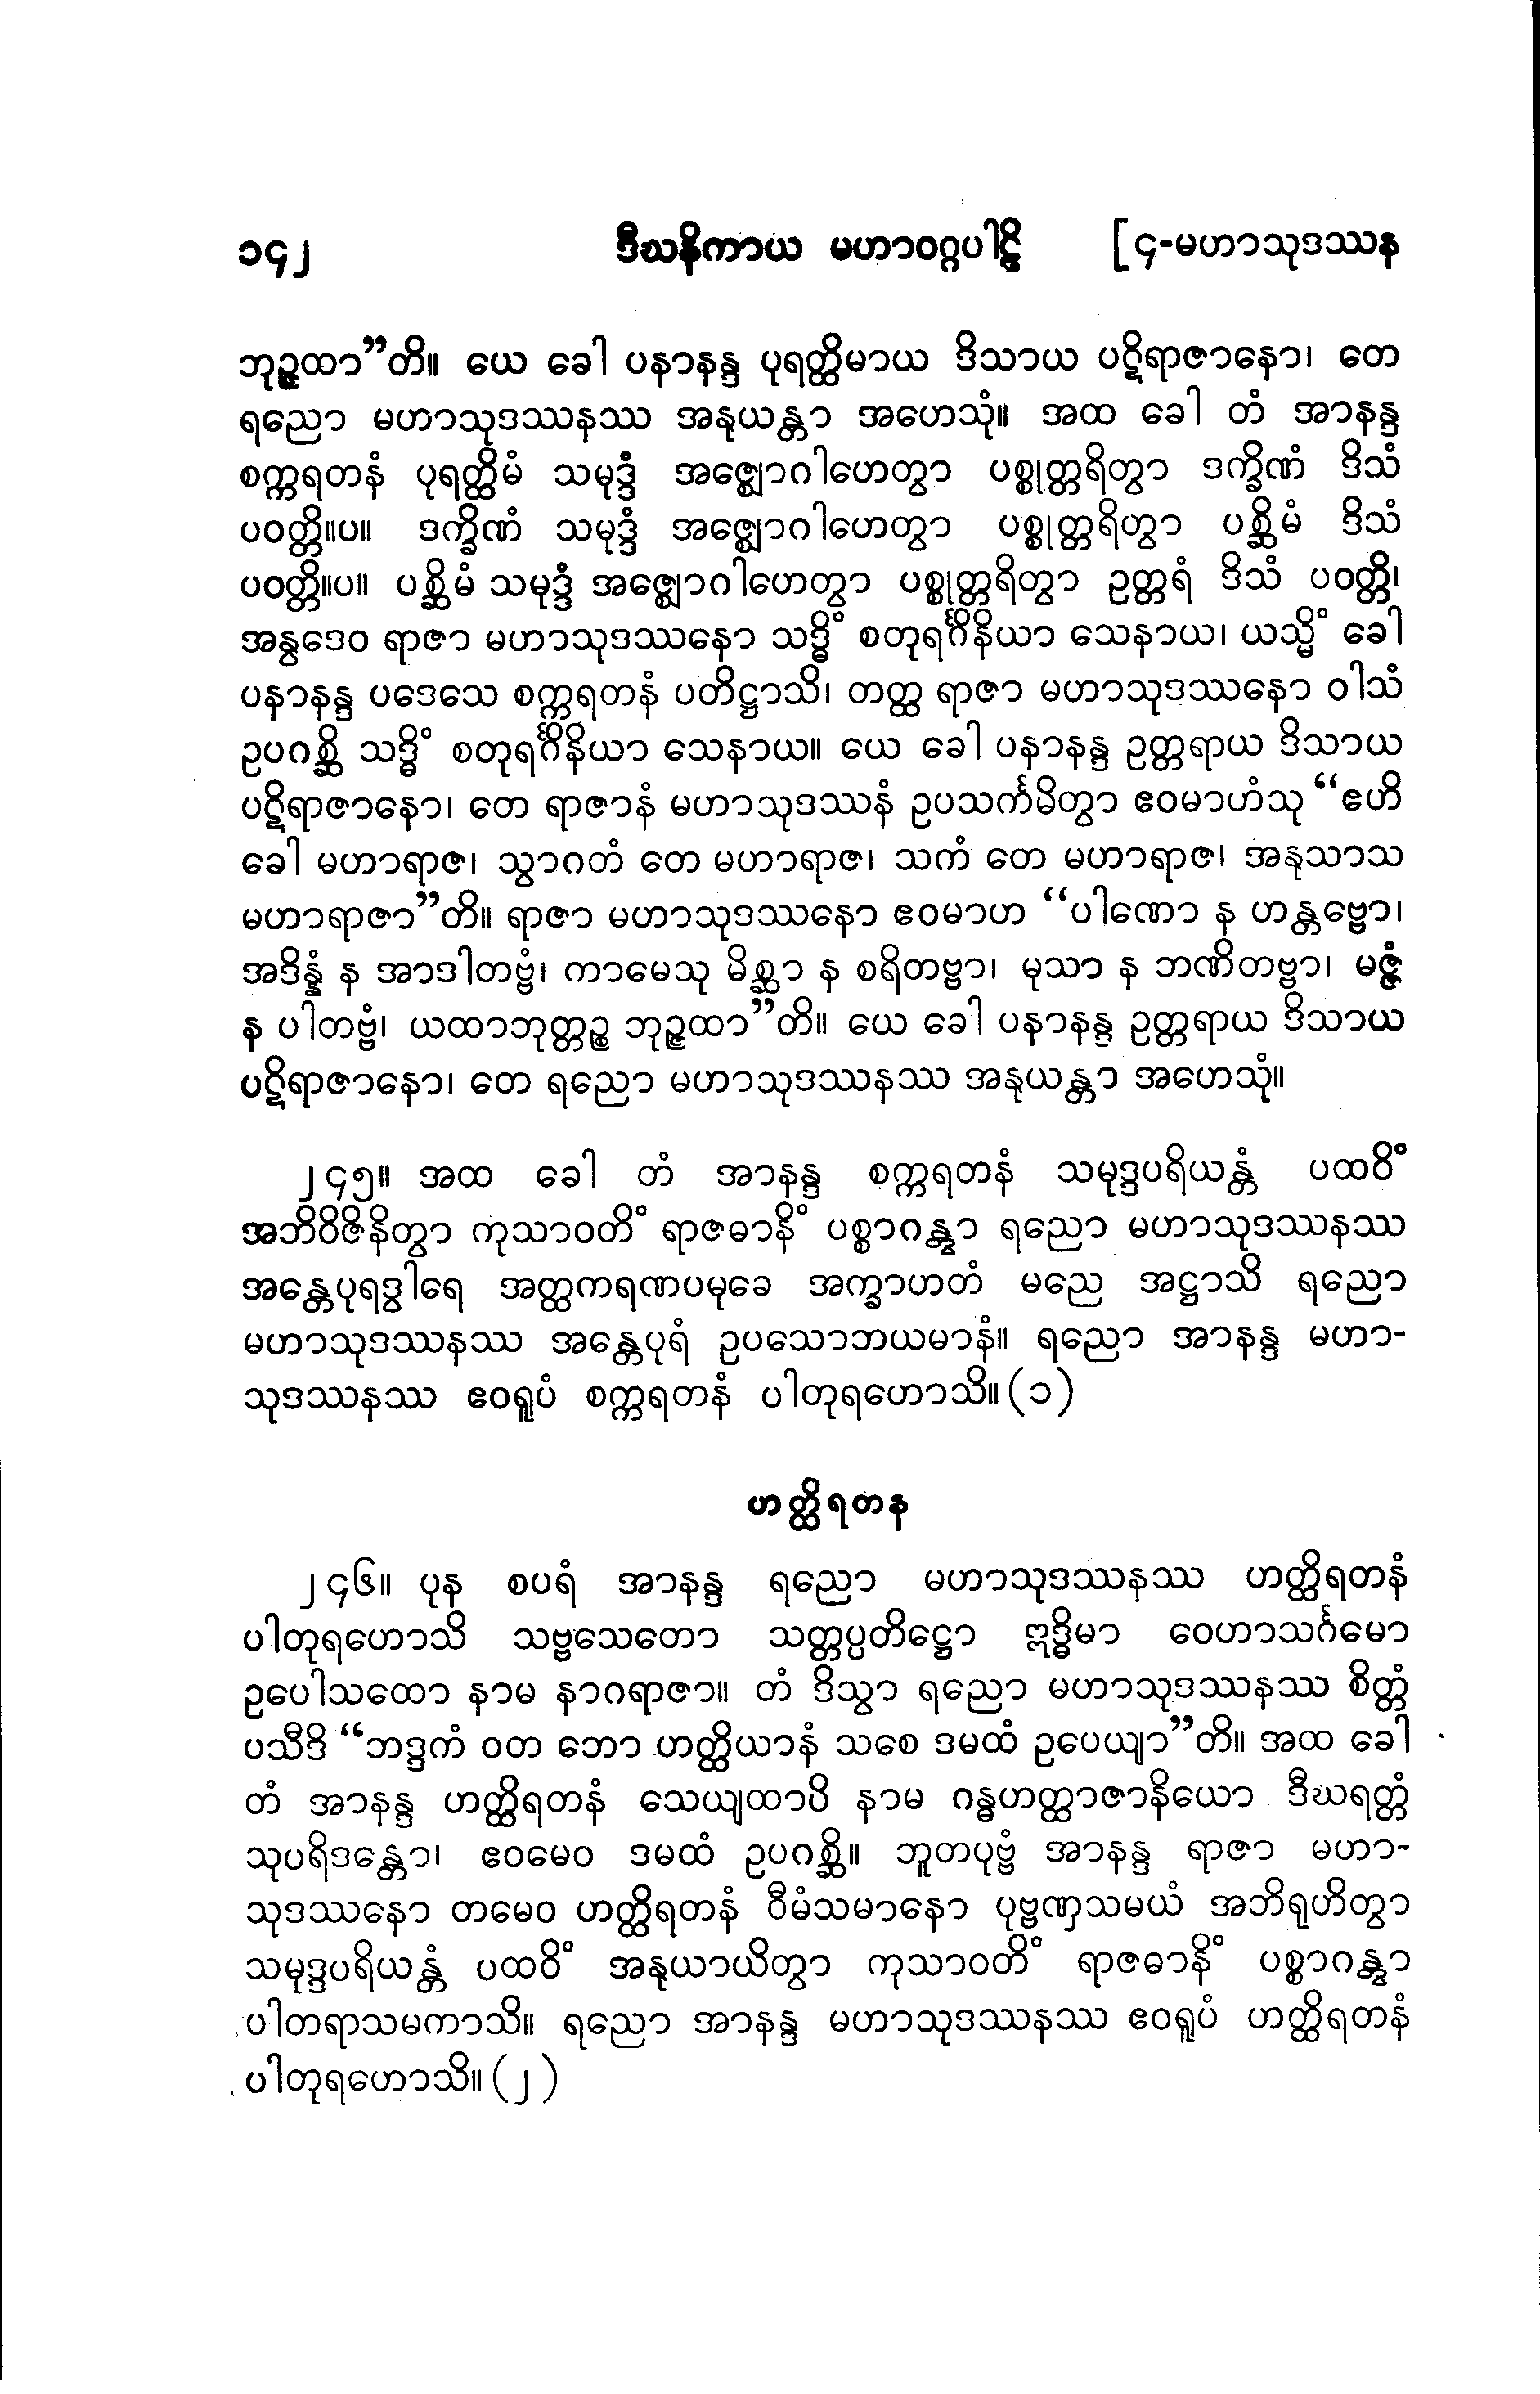 ၁၄၂ ဒီဃနိကာယ မဟာဝဂ္ဂပါဠိ [၄-မဟာသုဒဿန
ဘုဉ္ဇထာ”တိ။ ယေ ခေါ ပနာနန္ဒ ပုရတ္ထိမာယ ဒိသာယ ပဋိရာဇာနော၊ တေ
ရညော မဟာသုဒဿနဿ အနုယန္တာ အဟေသုံ။ အထ ခေါ တံ အာနန္ဒ
စက္ကရတနံ ပုရတ္ထိမံ သမုဒ္ဒံ အဇ္ဈောဂါဟေတွာ ပစ္စုတ္တရိတွာ ဒက္ခိဏံ ဒိသံ
ပဝတ္တိ။ပ။ ဒက္ခိဏံ သမုဒ္ဒံ အဇ္ဈောဂါဟေတွာ ပစ္စုတ္တရိတွာ ပစ္ဆိမံ ဒိသံ
ပဝတ္တိ။ပ။ ပစ္ဆိမံ သမုဒ္ဒံ အဇ္ဈောဂါဟေတွာ ပစ္စုတ္တရိတွာ ဥတ္တရံ ဒိသံ ပဝတ္တိ၊
အနွဒေဝ ရာဇာ မဟာသုဒဿနော သဒ္ဓိံ စတုရင်္ဂိနိယာ သေနာယ၊ ယသ္မိံ ခေါ
ပနာနန္ဒ ပဒေသေ စက္ကရတနံ ပတိဋ္ဌာသိ၊ တတ္ထ ရာဇာ မဟာသုဒဿနော ဝါသံ
ဥပဂစ္ဆိ သဒ္ဓိံ စတုရင်္ဂိနိယာ သေနာယ။ ယေ ခေါ ပနာနန္ဒ ဥတ္တရာယ ဒိသာယ
ပဋိရာဇာနော၊ တေ ရာဇာနံ မဟာသုဒဿနံ ဥပသင်္ကမိတွာ ဧဝမာဟံသု “ဧဟိ
ခေါ မဟာရာဇ၊ သွာဂတံ တေ မဟာရာဇ၊ သကံ တေ မဟာရာဇ၊ အနုသာသ
မဟာရာဇာ”တိ။ ရာဇာ မဟာသုဒဿနော ဧဝမာဟ “ပါဏော န ဟန္တဗ္ဗော၊
အဒိန္နံ န အာဒါတဗ္ဗံ၊ ကာမေသု မိစ္ဆာ န စရိတဗ္ဗာ၊ မုသာ န ဘဏိတဗ္ဗာ၊ မဇ္ဇံ
န ပါတဗ္ဗံ၊ ယထာဘုတ္တဉ္စ ဘုဉ္ဇထာ”တိ။ ယေ ခေါ ပနာနန္ဒ ဥတ္တရာယ ဒိသာယ
ပဋိရာဇာနော၊ တေ ရညော မဟာသုဒဿနဿ အနုယန္တာ အဟေသုံ။
၂၄၅။ အထ ခေါ တံ အာနန္ဒ စက္ကရတနံ သမုဒ္ဒပရိယန္တံ ပထဝိံ
အဘိဝိဇိနိတွာ ကုသာဝတိံ ရာဇဓာနိံ ပစ္စာဂန္တွာ ရညော မဟာသုဒဿနဿ
အန္တေပုရဒွါရေ အတ္ထကရဏပမုခေ အက္ခာဟတံ မညေ အဋ္ဌာသိ ရညော
မဟာသုဒဿနဿ အန္တေပုရံ ဥပသောဘယမာနံ။ ရညော အာနန္ဒ မဟာ-
သုဒဿနဿ ဧဝရူပံ စက္ကရတနံ ပါတုရဟောသိ။ (၁)
ဟတ္ထိရတန
၂၄၆။ ပုန စပရံ အာနန္ဒ ရညော မဟာသုဒဿနဿ ဟတ္ထိရတနံ
ပါတုရဟောသိ သဗ္ဗသေတော သတ္တပ္ပတိဋ္ဌော ဣဒ္ဓိမာ ဝေဟာသင်္ဂမော
ဥပေါသထော နာမ နာဂရာဇာ။ တံ ဒိသွာ ရညော မဟာသုဒဿနဿ စိတ္တံ
ပသီဒိ “ဘဒ္ဒကံ ဝတ ဘော ဟတ္ထိယာနံ သစေ ဒမထံ ဥပေယျာ”တိ။ အထ ခေါ
တံ အာနန္ဒ ဟတ္ထိရတနံ သေယျထာပိ နာမ ဂန္ဓဟတ္ထာဇာနိယော ဒီဃရတ္တံ
သုပရိဒန္တော၊ ဧဝမေဝ ဒမထံ ဥပဂစ္ဆိ။ ဘူတပုဗ္ဗံ အာနန္ဒ ရာဇာ မဟာ-
သုဒဿနော တမေဝ ဟတ္ထိရတနံ ဝီမံသမာနော ပုဗ္ဗဏှသမယံ အဘိရုဟိတွာ
သမုဒ္ဒပရိယန္တံ ပထဝိံ အနုယာယိတွာ ကုသာဝတိံ ရာဇဓာနိံ ပစ္စာဂန္တွာ
ပါတရာသမကာသိ။ ရညော အာနန္ဒ မဟာသုဒဿနဿ ဧဝရူပံ ဟတ္ထိရတနံ
ပါတုရဟောသိ။ (၂)